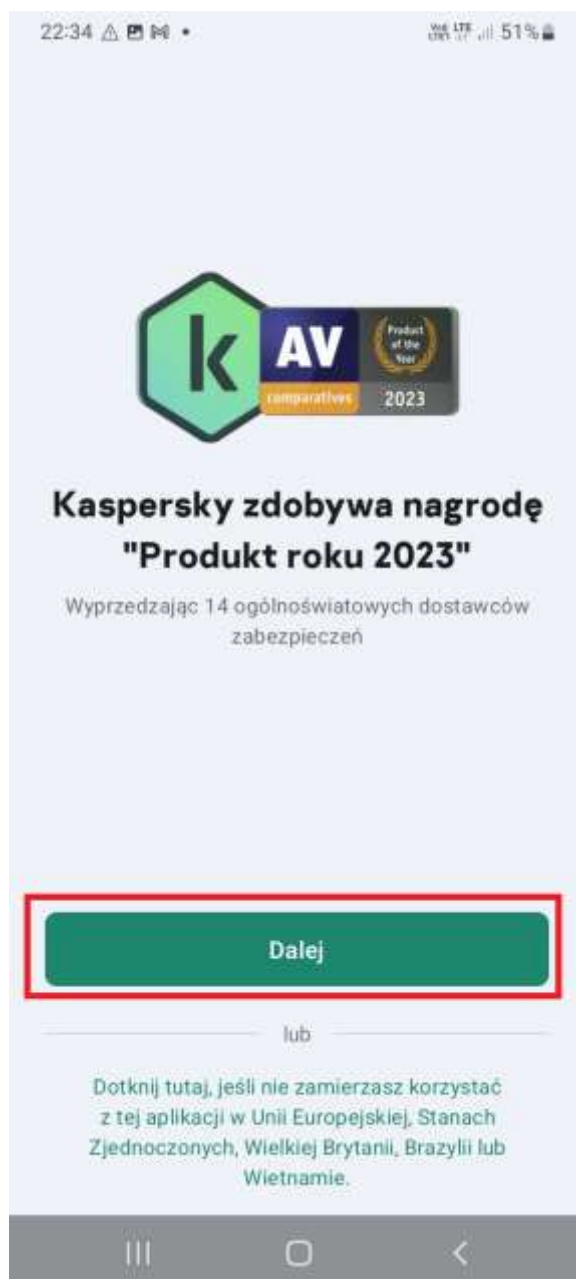 22:34
51%
k
AV
comparatives
Product
of the
Year
2023
Kaspersky zdobywa nagrodę
"Produkt roku 2023"
Wyprzedzając 14 ogólnoświatowych dostawców
zabezpieczeń
Dalej
lub
Dotknij tutaj, jeśli nie zamierzasz korzystać
z tej aplikacji w Unii Europejskiej, Stanach
Zjednoczonych, Wielkiej Brytanii, Brazylii lub
Wietnamie.